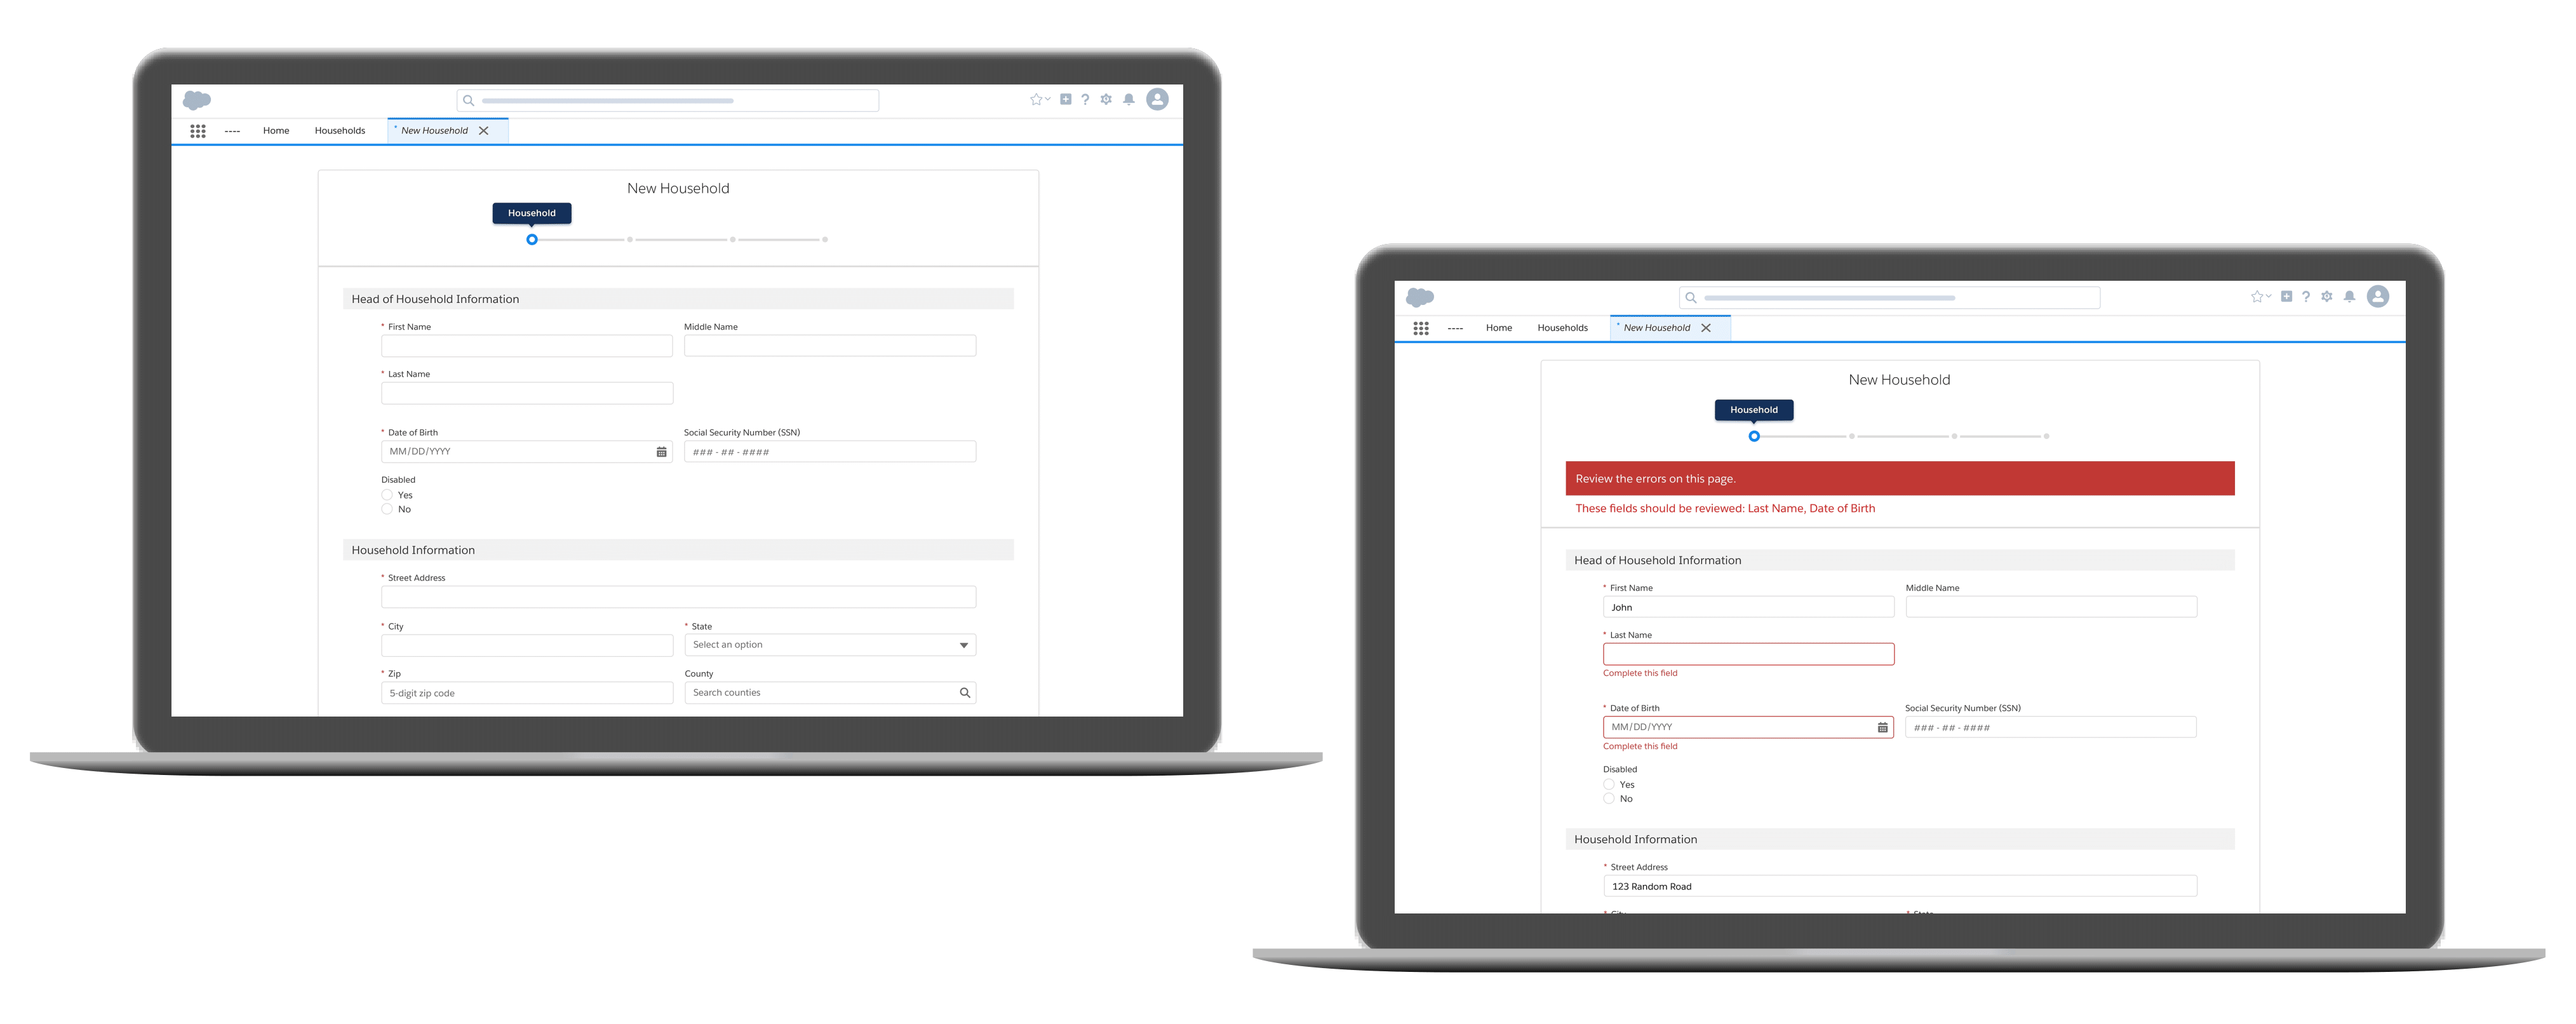 ---- Home Households * New Household
New Household
Household
Head of Household Information
* First Name Middle Name
* Last Name
* Date of Birth Social Security Number (SSN)
MM/DD/YYYY ### - ## - ####
Disabled
Yes
No
Household Information
* Street Address
* City * State
Select an option
* Zip County
5-digit zip code Search counties
---- Home Households * New Household
New Household
Household
Review the errors on this page.
These fields should be reviewed: Last Name, Date of Birth
Head of Household Information
* First Name Middle Name
John
* Last Name
Complete this field
* Date of Birth Social Security Number (SSN)
MM/DD/YYYY ### - ## - ####
Complete this field
Disabled
Yes
No
Household Information
* Street Address
123 Random Road
* City * State